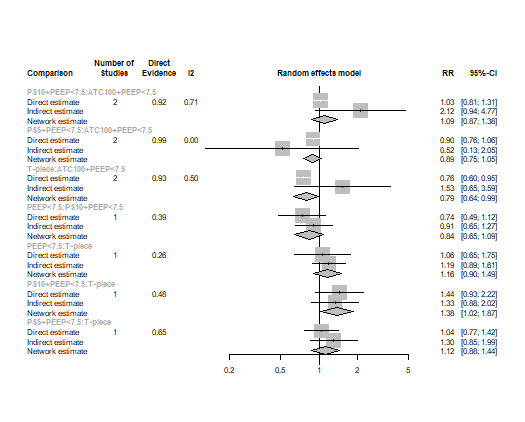 Number of Direct
Comparison Studies Evidence I2 Random effects model RR 95%-CI
PS10+PEEP<7.5:ATC100+PEEP<7.5
Direct estimate 2 0.92 0.71 1.03 [0.81; 1.31]
Indirect estimate 2.12 [0.94; 4.77]
Network estimate 1.09 [0.87; 1.38]
PS5+PEEP<7.5:ATC100+PEEP<7.5
Direct estimate 2 0.99 0.00 0.90 [0.76; 1.06]
Indirect estimate 0.52 [0.13; 2.05]
Network estimate 0.89 [0.75; 1.05]
T-piece:ATC100+PEEP<7.5
Direct estimate 2 0.93 0.50 0.76 [0.60; 0.95]
Indirect estimate 1.53 [0.65; 3.59]
Network estimate 0.79 [0.64; 0.99]
PEEP<7.5:PS10+PEEP<7.5
Direct estimate 1 0.39 0.74 [0.49; 1.12]
Indirect estimate 0.91 [0.65; 1.27]
Network estimate 0.84 [0.65; 1.09]
PEEP<7.5:T-piece
Direct estimate 1 0.26 1.06 [0.65; 1.75]
Indirect estimate 1.19 [0.89; 1.61]
Network estimate 1.16 [0.90; 1.49]
PS10+PEEP<7.5:T-piece
Direct estimate 1 0.48 1.44 [0.93; 2.22]
Indirect estimate 1.33 [0.88; 2.02]
Network estimate 1.38 [1.02; 1.87]
PS5+PEEP<7.5:T-piece
Direct estimate 1 0.65 1.04 [0.77; 1.42]
Indirect estimate 1.30 [0.85; 1.99]
Network estimate 1.12 [0.88; 1.44]
0.2 0.5 1 2 5